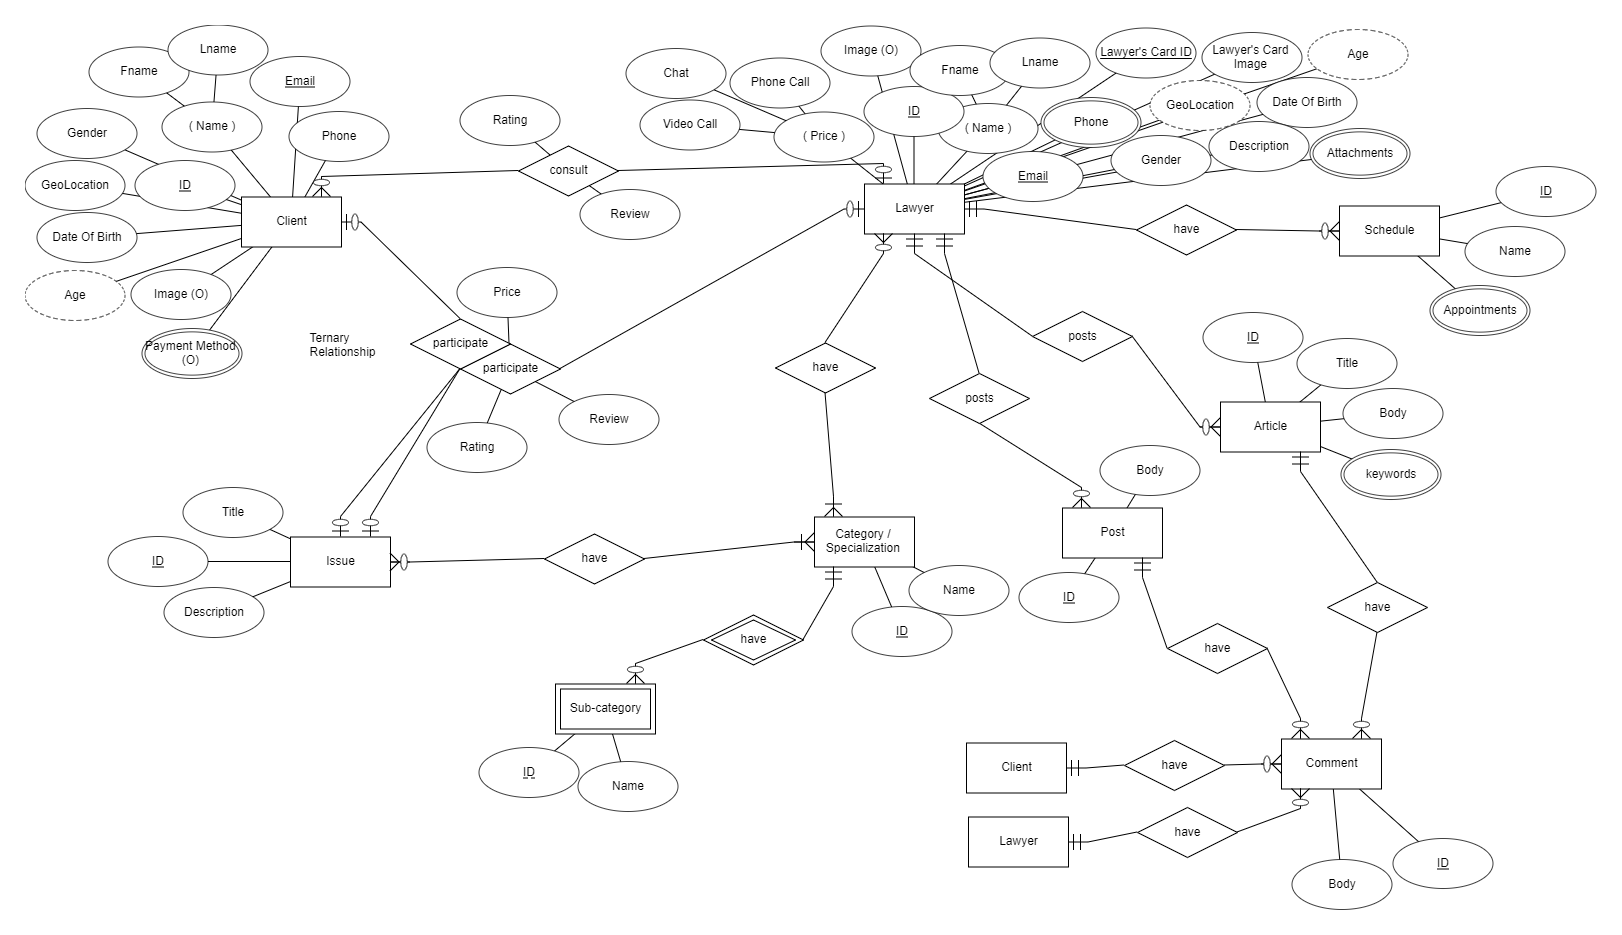 Lname
Fname
Email
( Name )
Phone
Gender
GeoLocation
ID
Date Of Birth
Client
Age
Image (O)
Payment Method
(O)
Rating
consult
Review
Chat
Phone Call
Video Call
( Price )
Image (O)
ID
Fname
Lname
( Name )
Lawyer's Card ID
Lawyer's Card
Image
Age
Phone
GeoLocation
Date Of Birth
Email
Gender
Description
Attachments
Lawyer
have
Schedule
ID
Name
Appointments
Ternary
Relationship
Price
participate
participate
Rating
Review
have
posts
posts
ID
Title
Body
Article
keywords
Title
ID
Description
Issue
have
Category /
Specialization
Name
ID
Body
Post
ID
have
Sub-category
ID
Name
have
have
Client
have
Comment
Lawyer
have
Body
ID